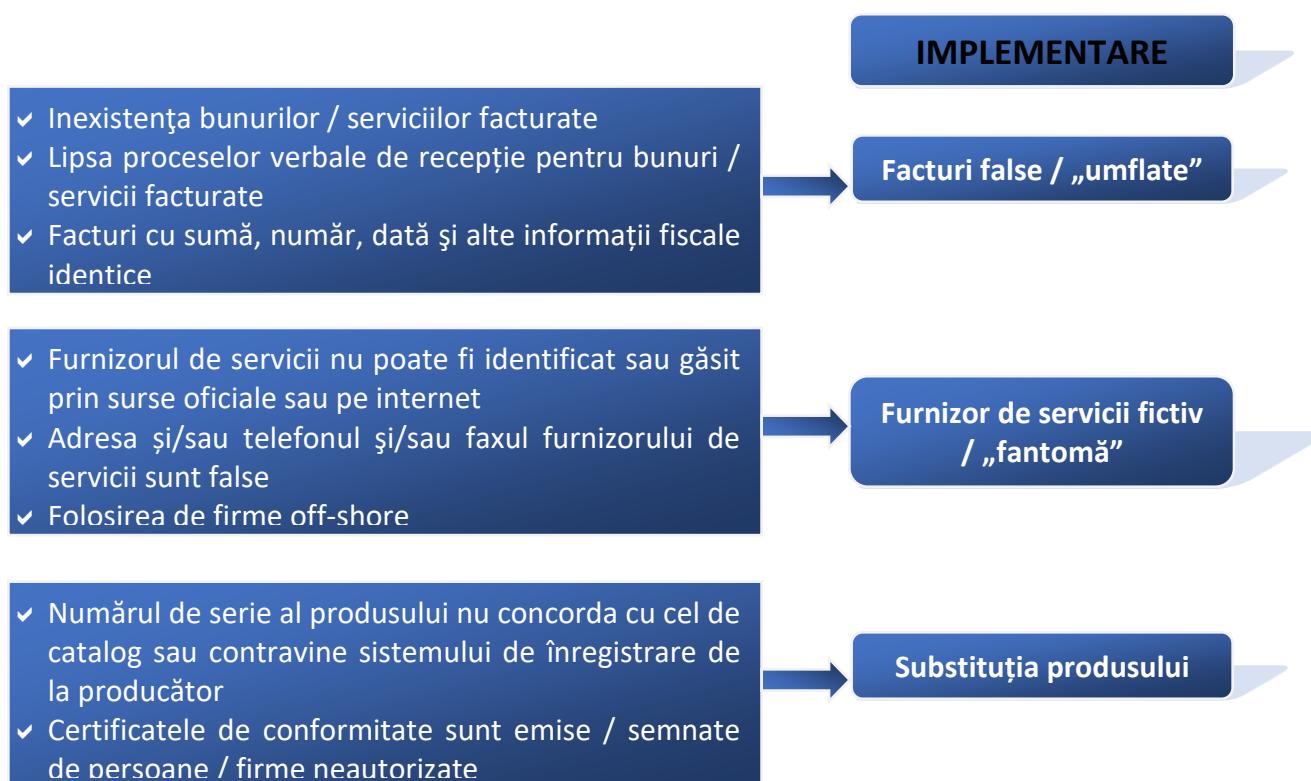 IMPLEMENTARE
Inexistenţa bunurilor / serviciilor facturate
Lipsa proceselor verbale de recepție pentru bunuri /
servicii facturate
Facturi cu sumă, număr, dată şi alte informații fiscale
identice
Facturi false / „umflate”
Furnizorul de servicii nu poate fi identificat sau găsit
prin surse oficiale sau pe internet
Adresa și/sau telefonul şi/sau faxul furnizorului de
servicii sunt false
Folosirea de firme off-shore
Furnizor de servicii fictiv
/ „fantomă”
Numărul de serie al produsului nu concorda cu cel de
catalog sau contravine sistemului de înregistrare de
la producător
Certificatele de conformitate sunt emise / semnate
de persoane / firme neautorizate
Substituția produsului